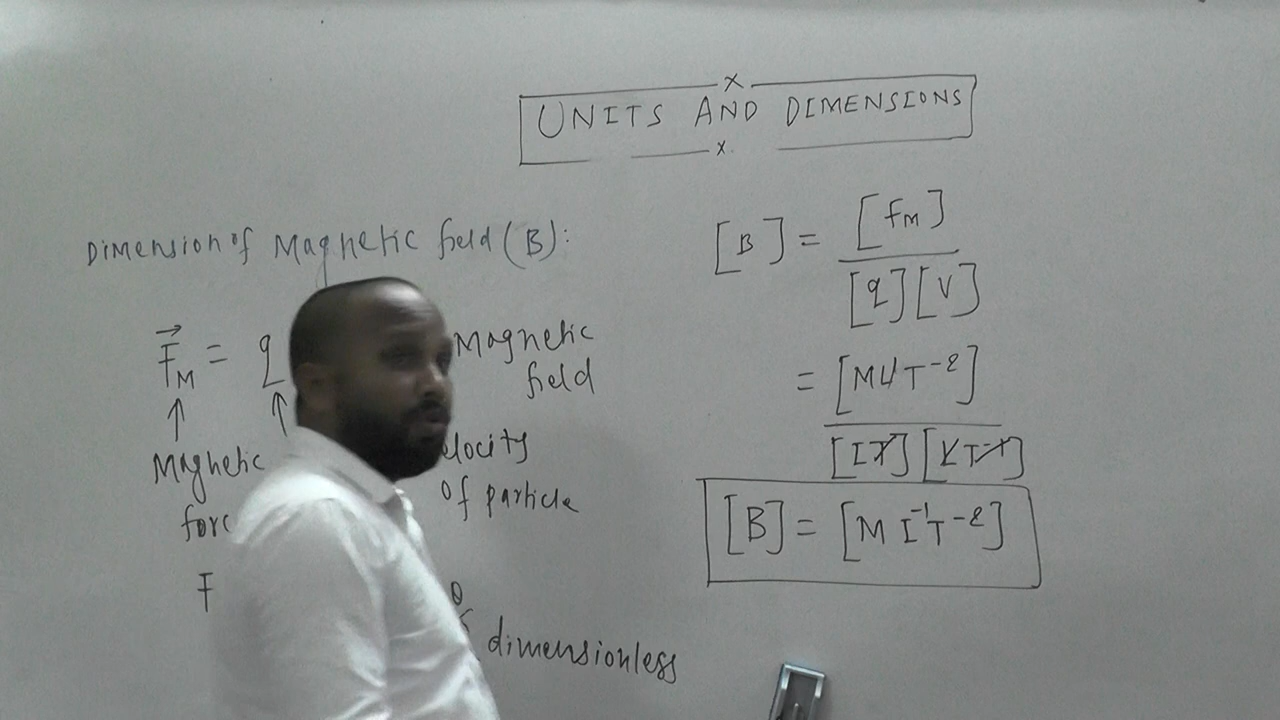 UNITS AND DIMENSIONS
Dimension of Magnetic field (B):
F⃗M = q
Magnetic
field
Magnetic
forc
elocity
of particle
F
θ
dimensionless
[B] = [FM]
[q][V]
= [MLT⁻²]
[IT][LT⁻¹]
[B] = [M I⁻¹T⁻²]